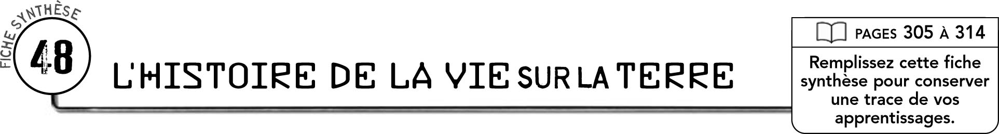 FICHE SYNTHÈSE
48
L'HISTOIRE DE LA VIE SUR LA TERRE
PAGES 305 À 314
Remplissez cette fiche
synthèse pour conserver
une trace de vos
apprentissages.